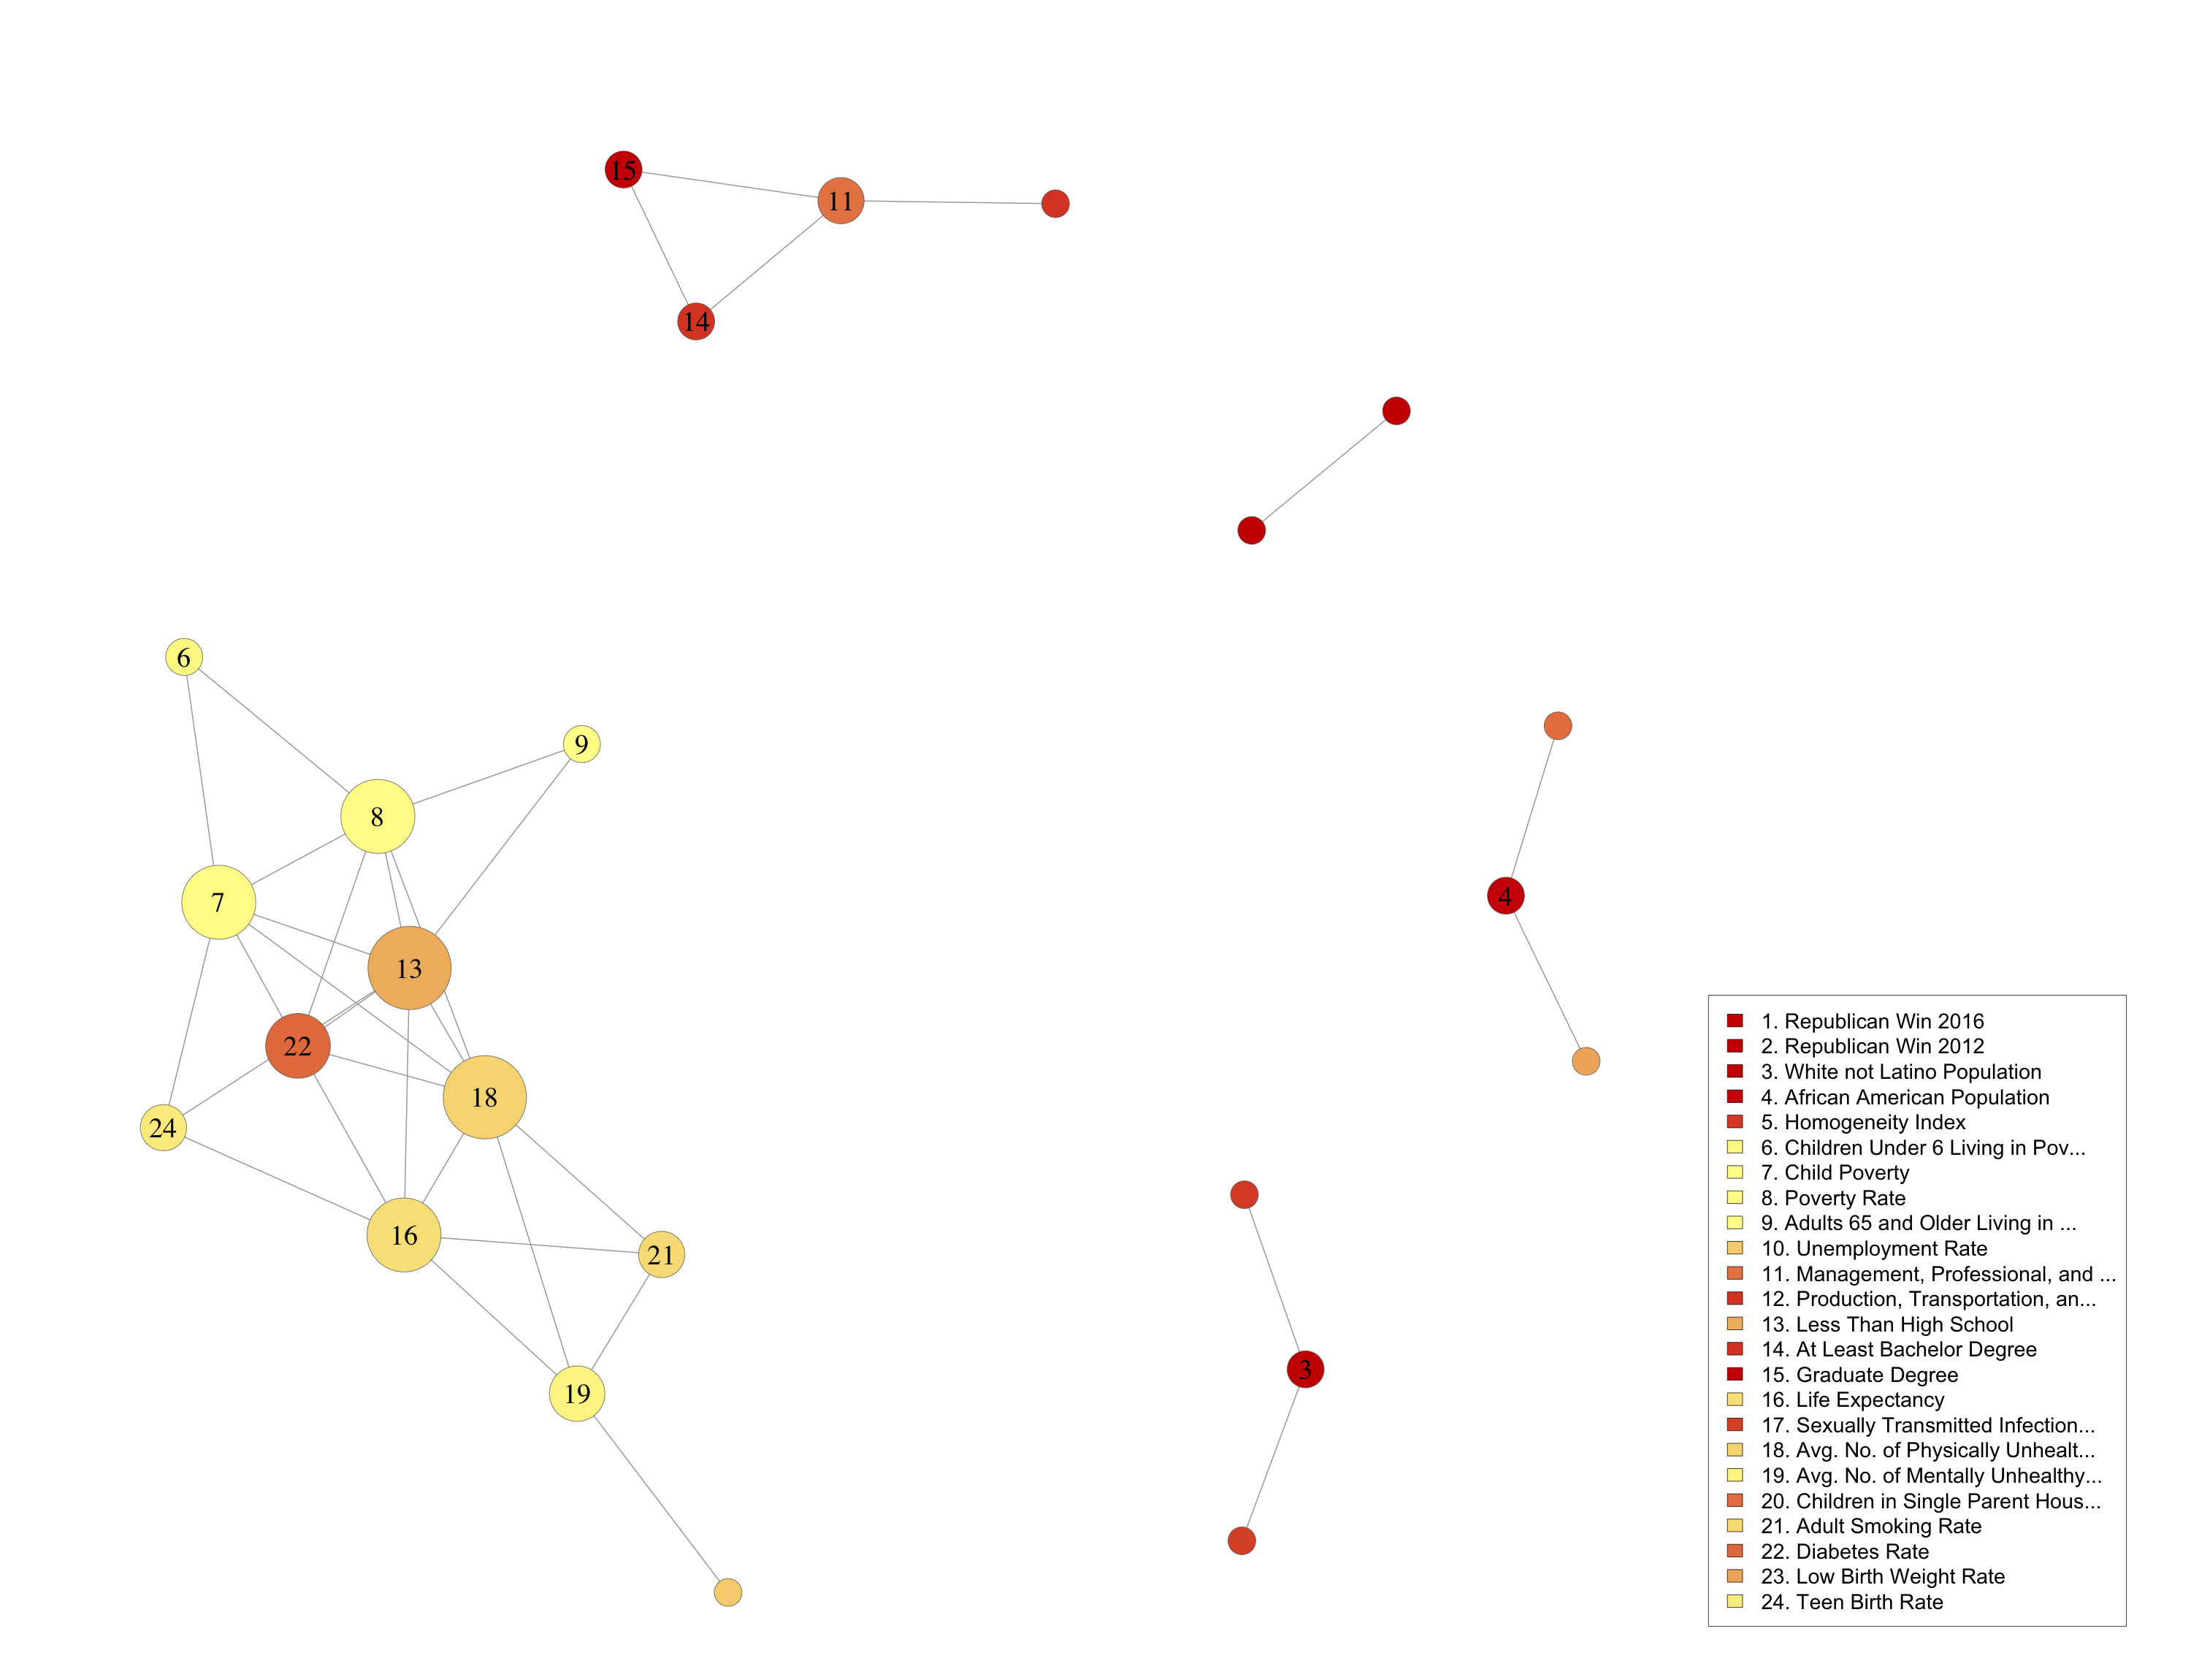 15
11
14
6
9
8
7
4
13
22
18
24
16
21
3
19
1. Republican Win 2016
2. Republican Win 2012
3. White not Latino Population
4. African American Population
5. Homogeneity Index
6. Children Under 6 Living in Pov...
7. Child Poverty
8. Poverty Rate
9. Adults 65 and Older Living in ...
10. Unemployment Rate
11. Management, Professional, and ...
12. Production, Transportation, an...
13. Less Than High School
14. At Least Bachelor Degree
15. Graduate Degree
16. Life Expectancy
17. Sexually Transmitted Infection...
18. Avg. No. of Physically Unhealt...
19. Avg. No. of Mentally Unhealthy...
20. Children in Single Parent Hous...
21. Adult Smoking Rate
22. Diabetes Rate
23. Low Birth Weight Rate
24. Teen Birth Rate